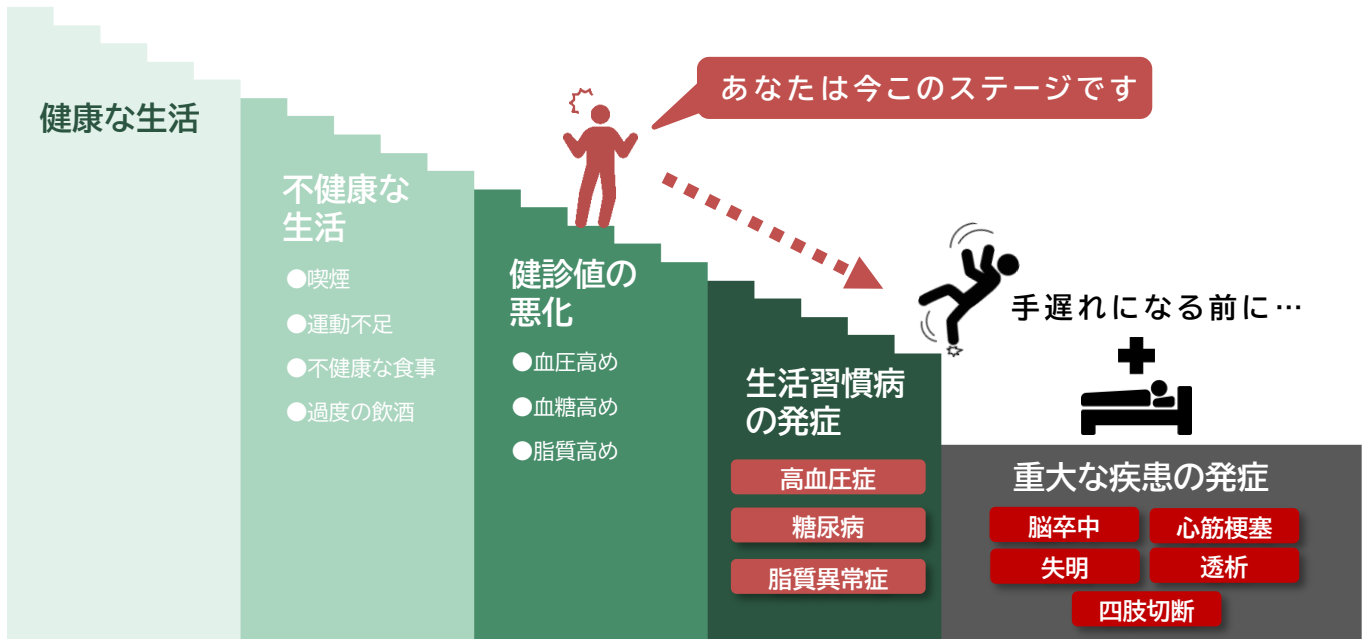 健康な生活
不健康な
生活
●喫煙
●運動不足
●不健康な食事
●過度の飲酒
健診値の
悪化
●血圧高め
●血糖高め
●脂質高め
あなたは今このステージです
生活習慣病
の発症
高血圧症
糖尿病
脂質異常症
手遅れになる前に…
重大な疾患の発症
脳卒中
心筋梗塞
失明
透析
四肢切断